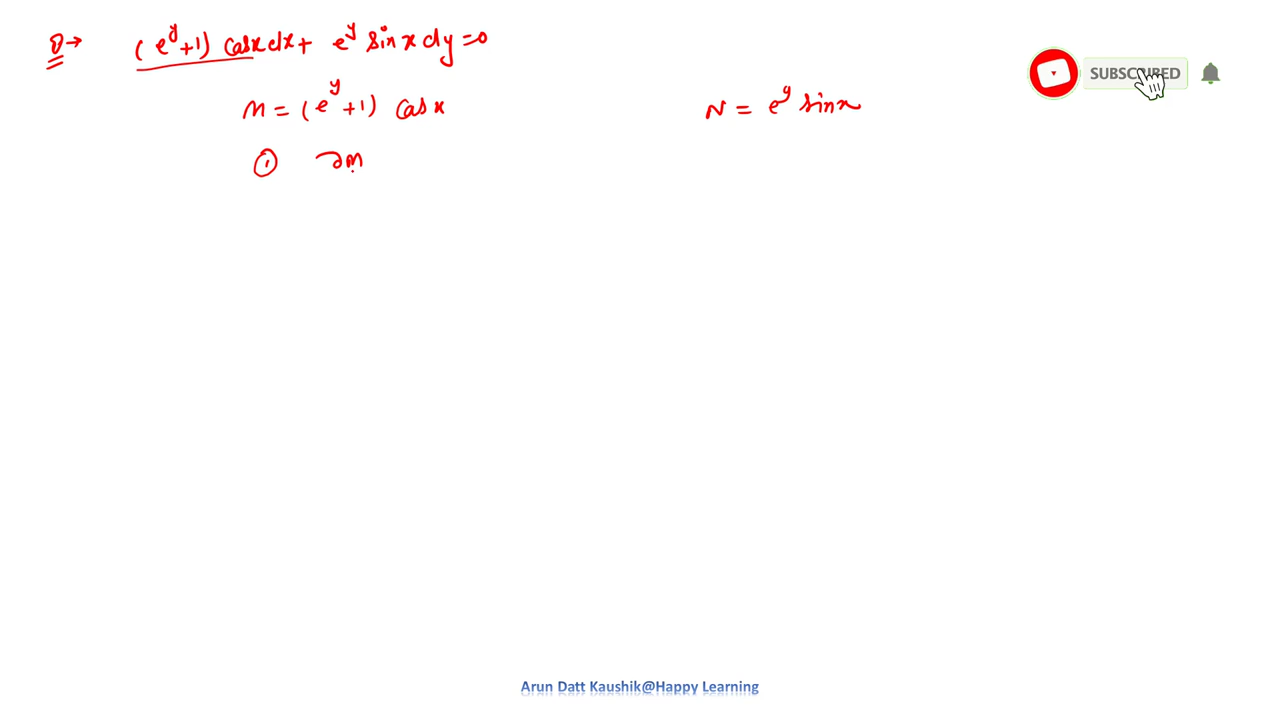 Q→ (e^y+1) cosx dx + e^y sinx dy = 0
M = (e^y+1) cosx N = e^y sinx
① ∂M
SUBSCRIBED
Arun Datt Kaushik@Happy Learning